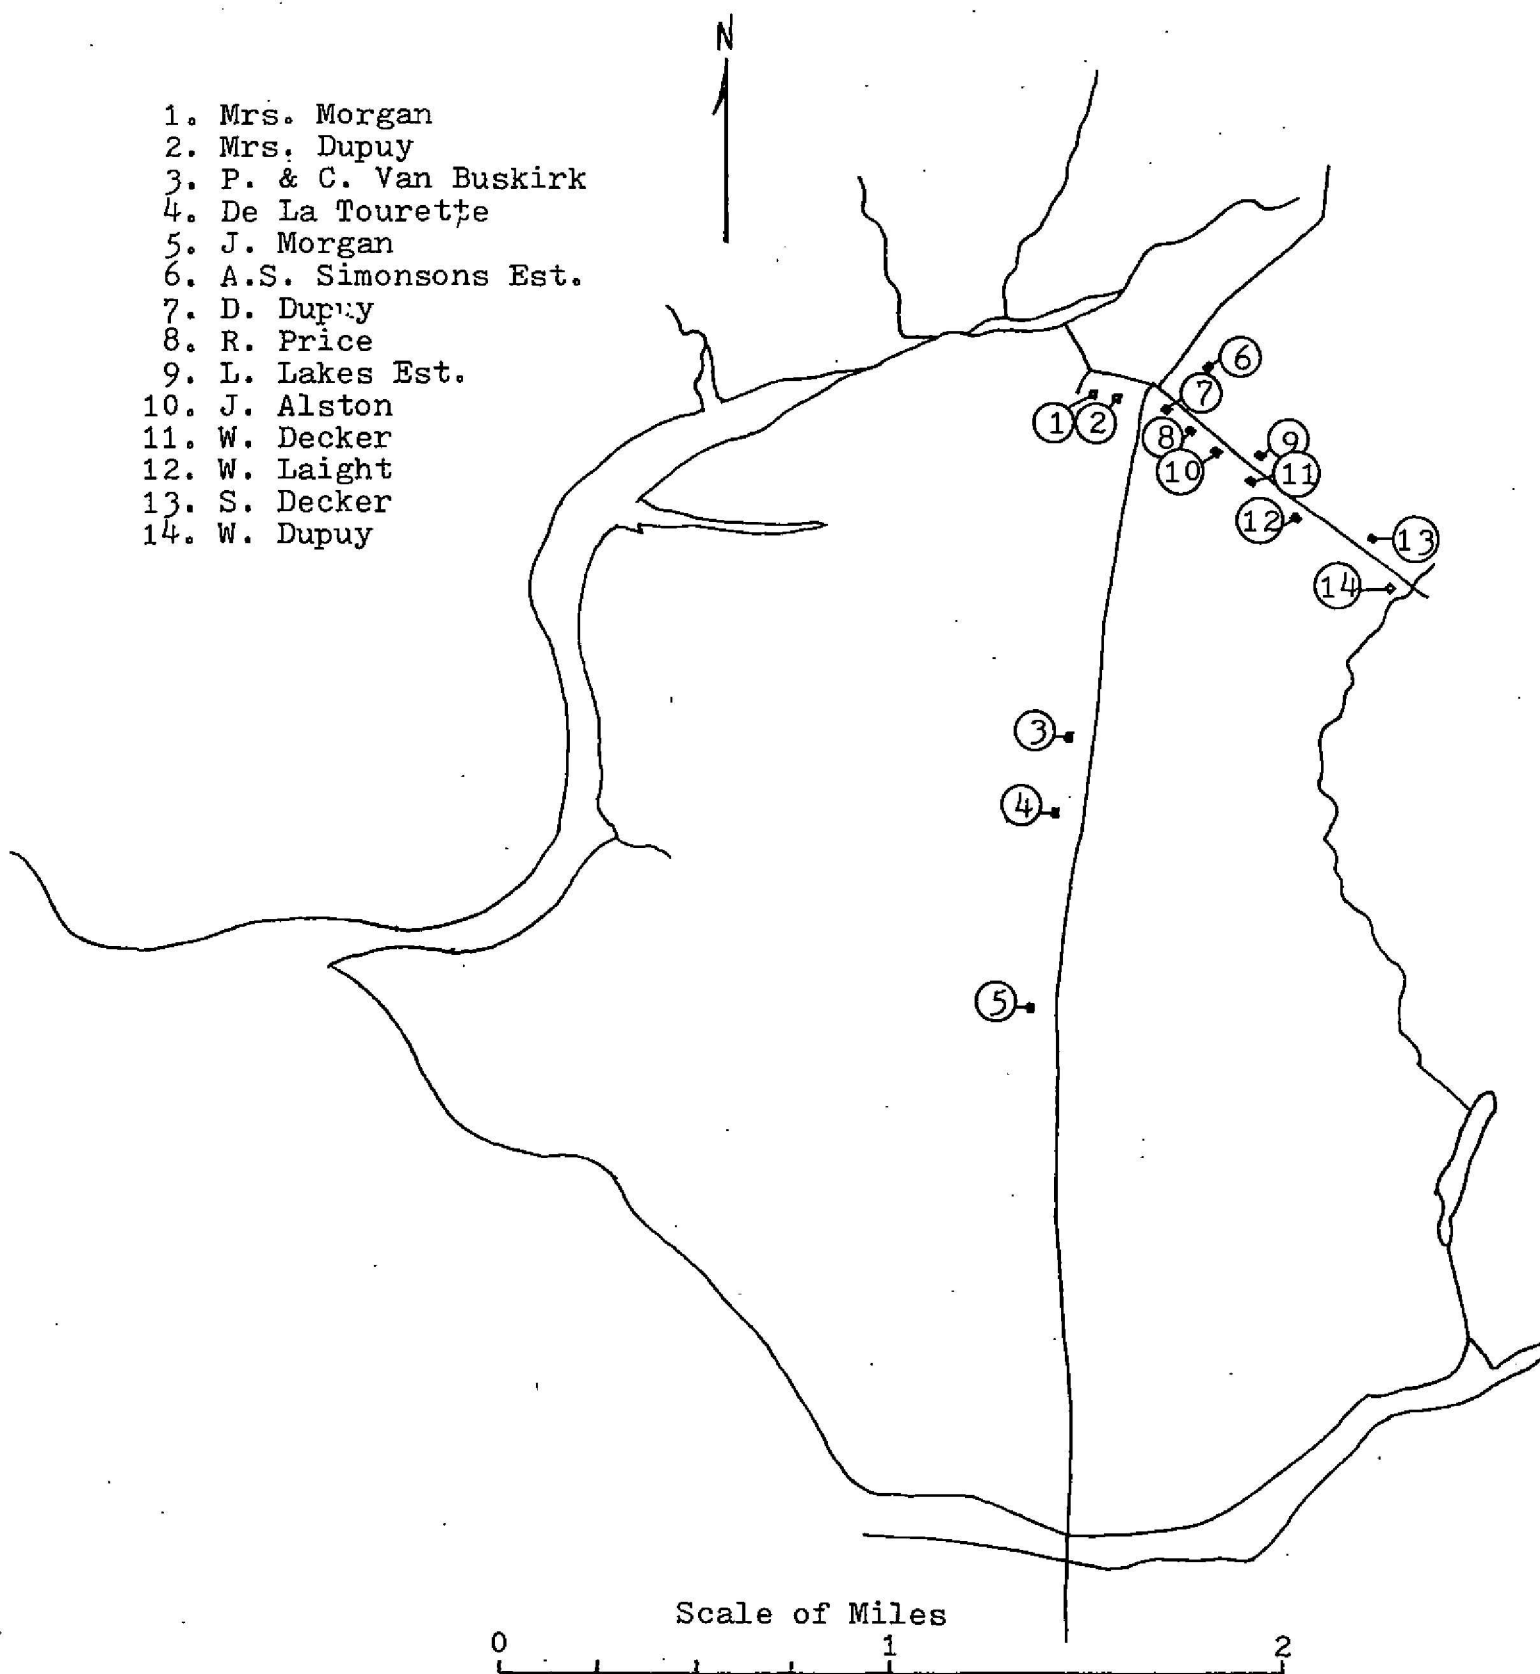 N
1. Mrs. Morgan
2. Mrs. Dupuy
3. P. & C. Van Buskirk
4. De La Tourette
5. J. Morgan
6. A.S. Simonsons Est.
7. D. Dupuy
8. R. Price
9. L. Lakes Est.
10. J. Alston
11. W. Decker
12. W. Laight
13. S. Decker
14. W. Dupuy
6
7
1 2
8 9
10 11
12
13
14
3
4
5
Scale of Miles
0 1 2